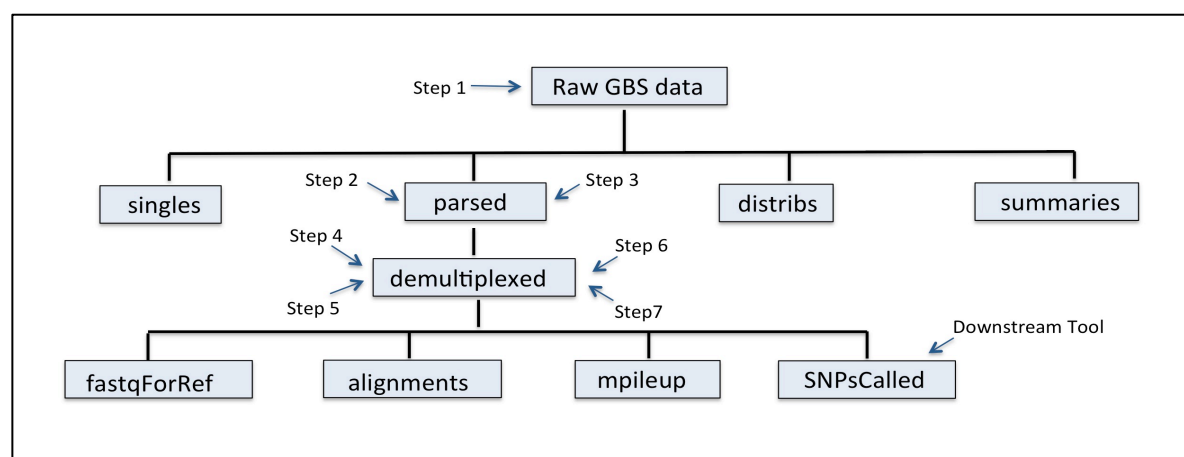 Step 1
Raw GBS data
Step 2
Step 3
singles
parsed
distribs
summaries
Step 4
Step 6
demultiplexed
Step 5
Step7
Downstream Tool
fastqForRef
alignments
mpileup
SNPsCalled